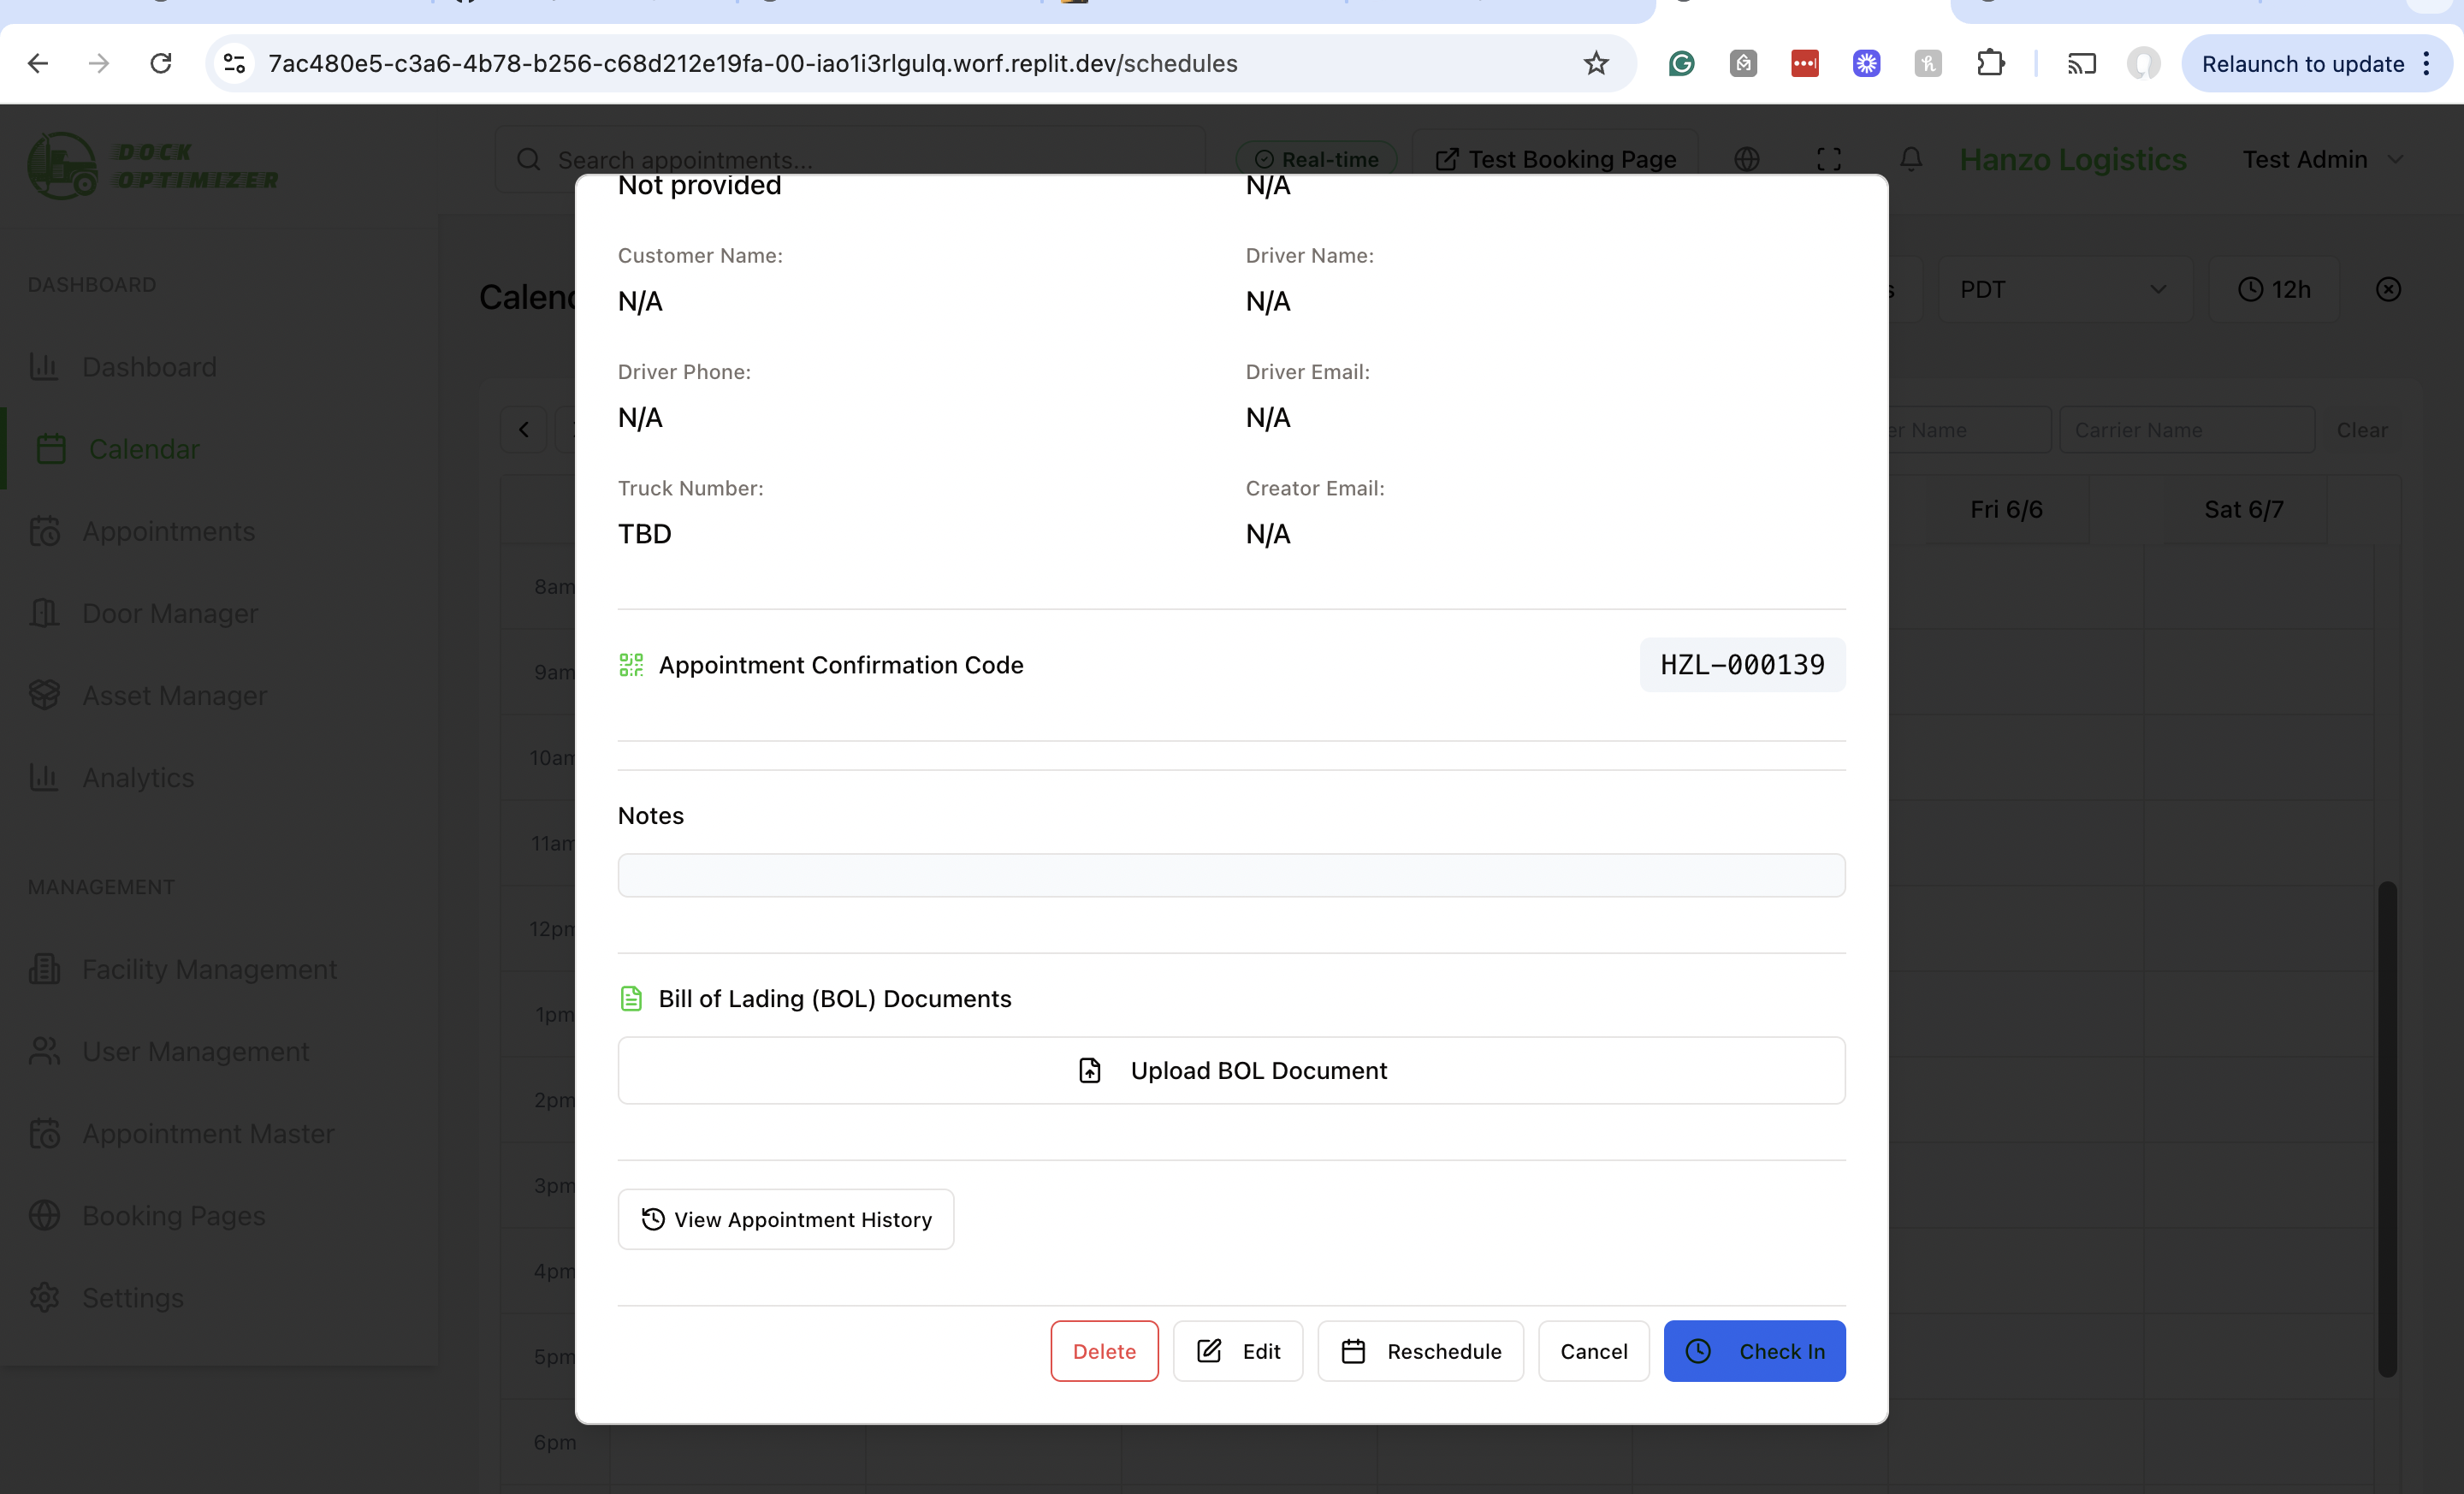 7ac480e5-c3a6-4b78-b256-c68d212e19fa-00-iao1i3rlgulq.worf.replit.dev/schedules
Relaunch to update
DOCK
OPTIMIZER
Search appointments...
Real-time
Test Booking Page
Hanzo Logistics
Test Admin
DASHBOARD
Dashboard
Calendar
Appointments
Door Manager
Asset Manager
Analytics
MANAGEMENT
Facility Management
User Management
Appointment Master
Booking Pages
Settings
PDT
12h
Carrier Name
Clear
Fri 6/6
Sat 6/7
8am
9am
10am
11am
12pm
1pm
2pm
3pm
4pm
5pm
6pm
Not provided
N/A
Customer Name:
Driver Name:
N/A
N/A
Driver Phone:
Driver Email:
N/A
N/A
Truck Number:
Creator Email:
TBD
N/A
Appointment Confirmation Code
HZL-000139
Notes
Bill of Lading (BOL) Documents
Upload BOL Document
View Appointment History
Delete
Edit
Reschedule
Cancel
Check In